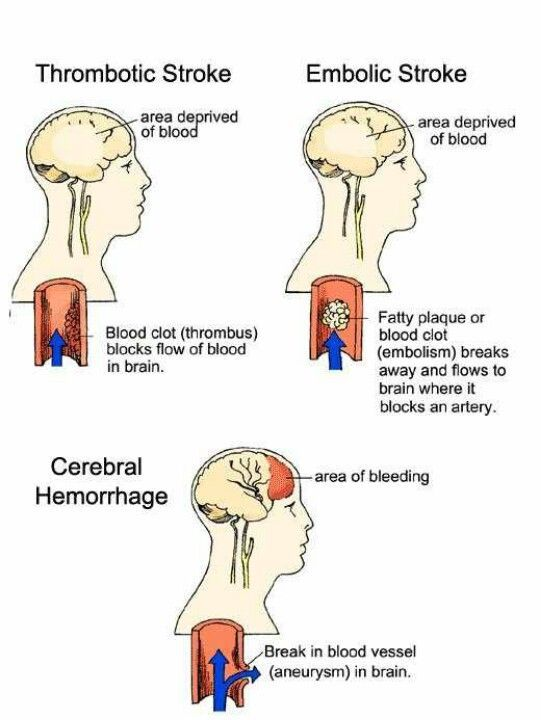 Thrombotic Stroke
area deprived
of blood
Blood clot (thrombus)
blocks flow of blood
in brain.
Embolic Stroke
area deprived
of blood
Fatty plaque or
blood clot
(embolism) breaks
away and flows to
brain where it
blocks an artery.
Cerebral
Hemorrhage
area of bleeding
Break in blood vessel
(aneurysm) in brain.